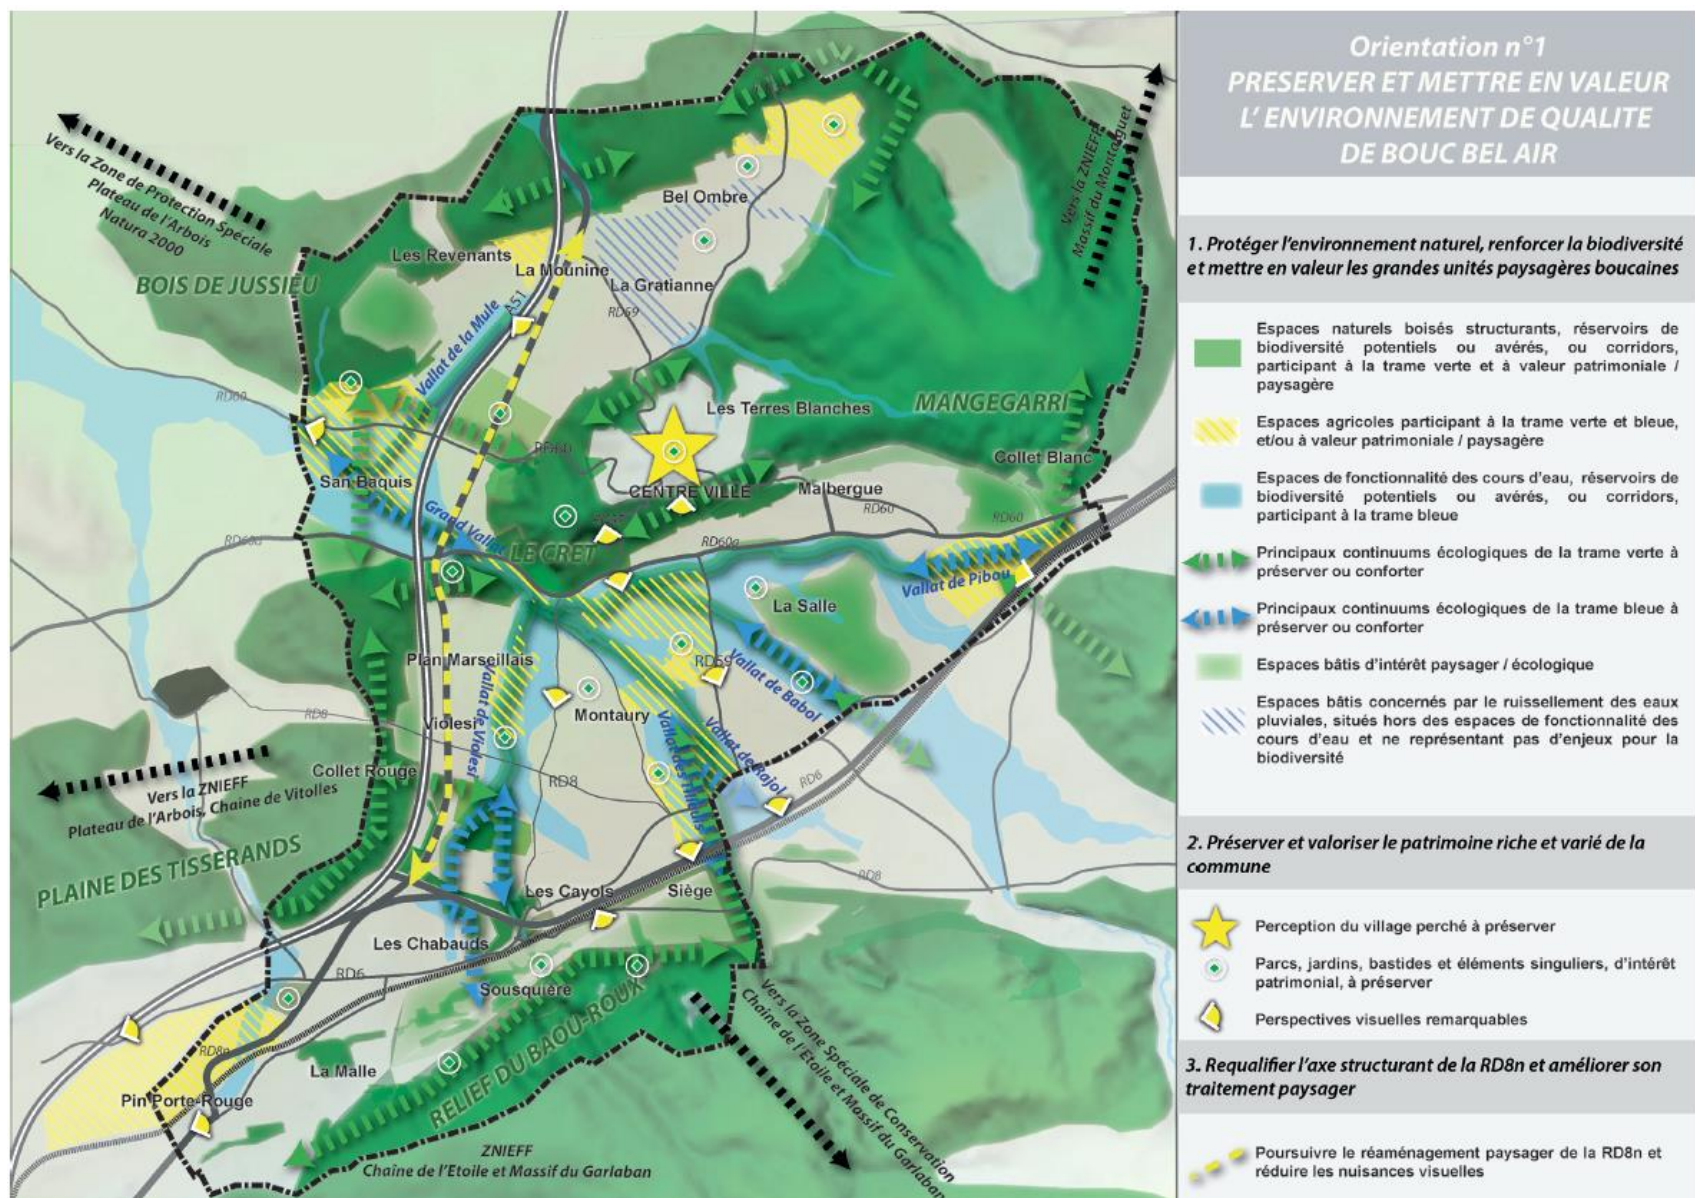 Orientation n°1
PRESERVER ET METTRE EN VALEUR
L' ENVIRONNEMENT DE QUALITE
DE BOUC BEL AIR
1. Protéger l'environnement naturel, renforcer la biodiversité
et mettre en valeur les grandes unités paysagères boucaines
Espaces naturels boisés structurants, réservoirs de
biodiversité potentiels ou avérés, ou corridors,
participant à la trame verte et à valeur patrimoniale /
paysagère
Espaces agricoles participant à la trame verte et bleue,
et/ou à valeur patrimoniale / paysagère
Espaces de fonctionnalité des cours d'eau, réservoirs de
biodiversité potentiels ou avérés, ou corridors,
participant à la trame bleue
Principaux continuums écologiques de la trame verte à
préserver ou conforter
Principaux continuums écologiques de la trame bleue à
préserver ou conforter
Espaces bâtis d'intérêt paysager / écologique
Espaces bâtis concernés par le ruissellement des eaux
pluviales, situés hors des espaces de fonctionnalité des
cours d'eau et ne représentant pas d'enjeux pour la
biodiversité
2. Préserver et valoriser le patrimoine riche et varié de la
commune
Perception du village perché à préserver
Parcs, jardins, bastides et éléments singuliers, d'intérêt
patrimonial, à préserver
Perspectives visuelles remarquables
3. Requalifier l'axe structurant de la RD8n et améliorer son
traitement paysager
Poursuivre le réaménagement paysager de la RD8n et
réduire les nuisances visuelles
Vers la Zone de Protection Spéciale
Plateau de l'Arbois
Natura 2000
Vers la ZNIEFF
Massif du Montaiguet
BOIS DE JUSSIEU
Les Revenants
La Mounine
Bel Ombre
La Gratianne
A51
RD59
Vallat de la Mule
RD60
Les Terres Blanches
MANGEGARRI
Collet Blanc
RD60
San Baquis
CENTRE VILLE
Malbergue
RD60
RD60
Grand Vallat
LE CRET
RD60a
RD60a
Vallat de Pibou
La Salle
Plan Marseillais
RD59
Vallat de Babol
Vallat de Violesi
Violesi
Montaury
RD8
Vallat de Rajol
Vallat des Tilleuls
RD6
RD8
Collet Rouge
Vers la ZNIEFF
Plateau de l'Arbois, Chaine de Vitolles
PLAINE DES TISSERANDS
RD8
Les Cayols
Siège
Les Chabauds
RD6
Sousquière
RELIEF DU BAOU-ROUX
Vers la Zone Spéciale de Conservation
Chaine de l'Etoile et Massif du Garlaban
RD8n
La Malle
Pin Porte-Rouge
ZNIEFF
Chaîne de l'Etoile et Massif du Garlaban